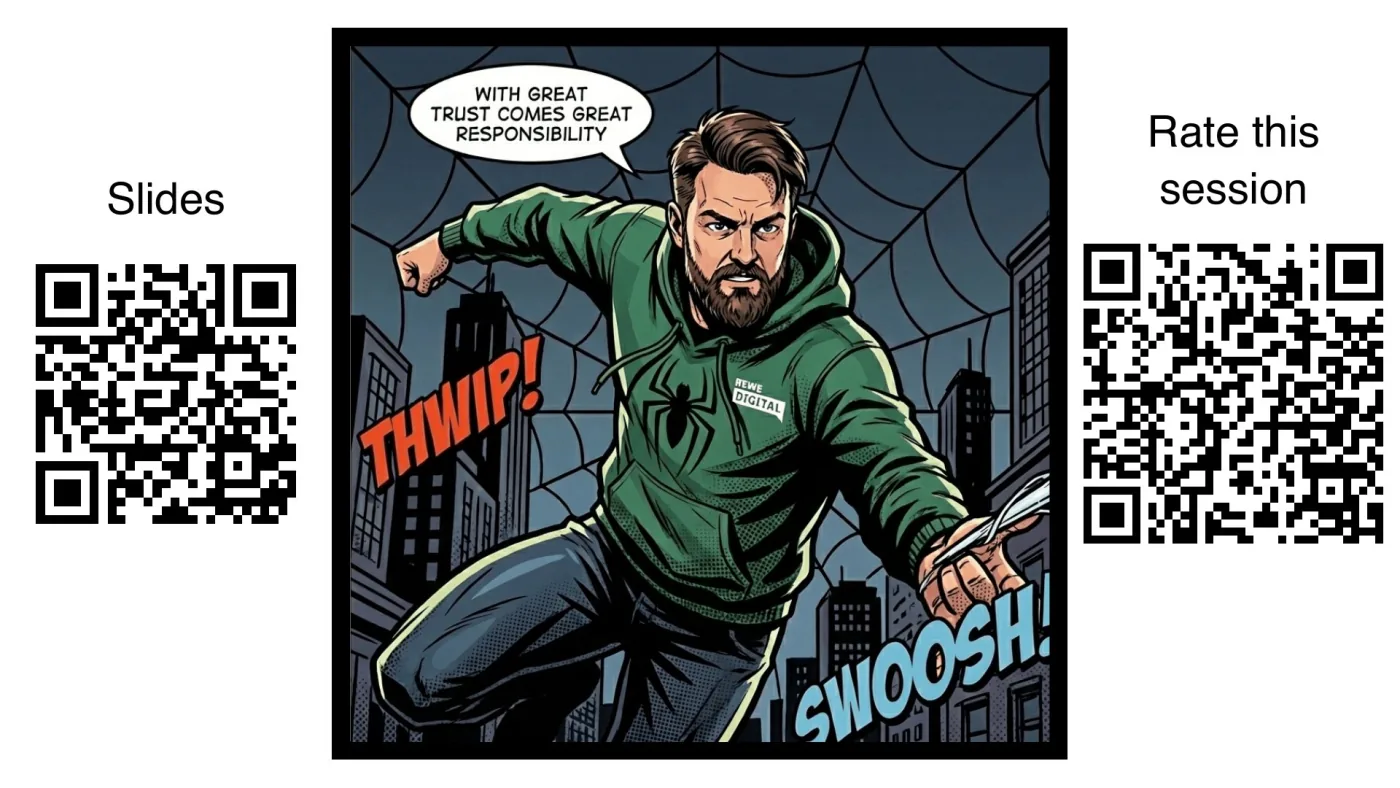 Slides
WITH GREAT
TRUST COMES GREAT
RESPONSIBILITY
THWIP!
REWE
DIGITAL
SWOOSH!
Rate this
session